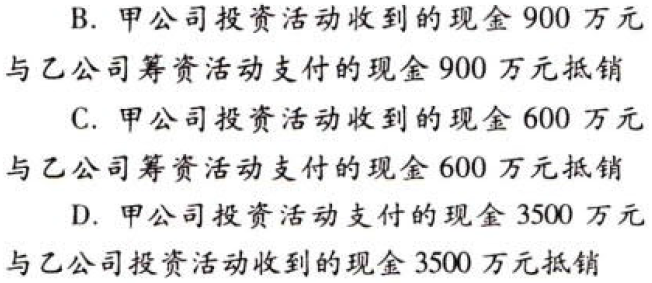 B. 甲公司投资活动收到的现金 900 万元
与乙公司筹资活动支付的现金 900 万元抵销
C. 甲公司投资活动收到的现金 600 万元
与乙公司筹资活动支付的现金 600 万元抵销
D. 甲公司投资活动支付的现金 3500 万元
与乙公司投资活动收到的现金 3500 万元抵销